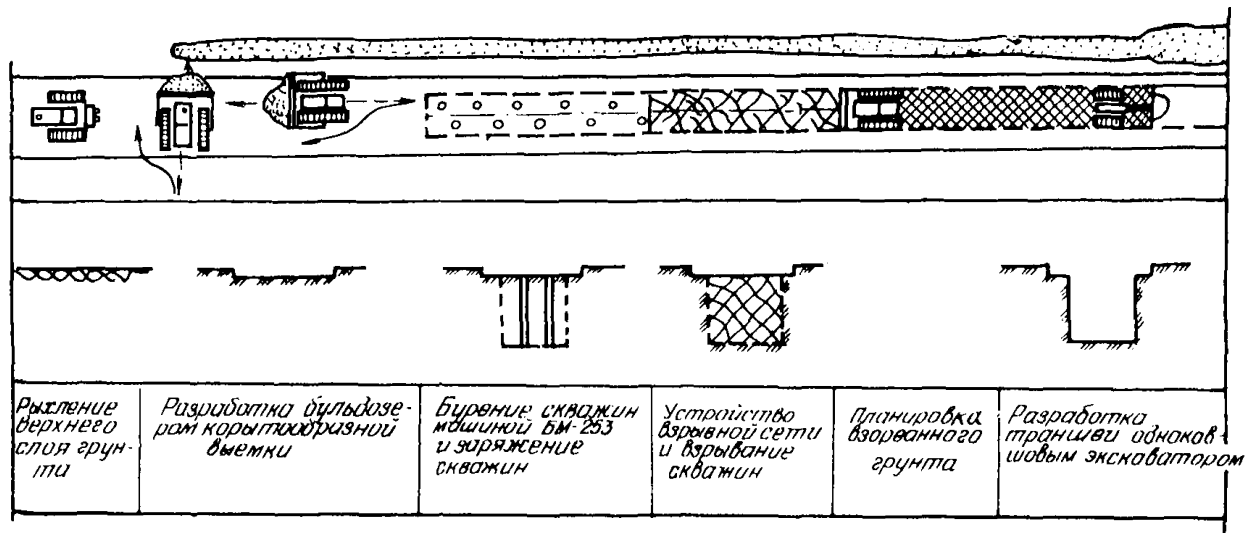 Рыхление
верхнего
слоя грун-
та
Разработка бульдозе-
ром корытообразной
выемки
Бурение скважин
машиной БМ-253
и заряжение
скважин
Устройство
взрывной сети
и взрывание
скважин
Планировка
взорванного
грунта
Разработка
траншеи одноков-
шовым экскаватором